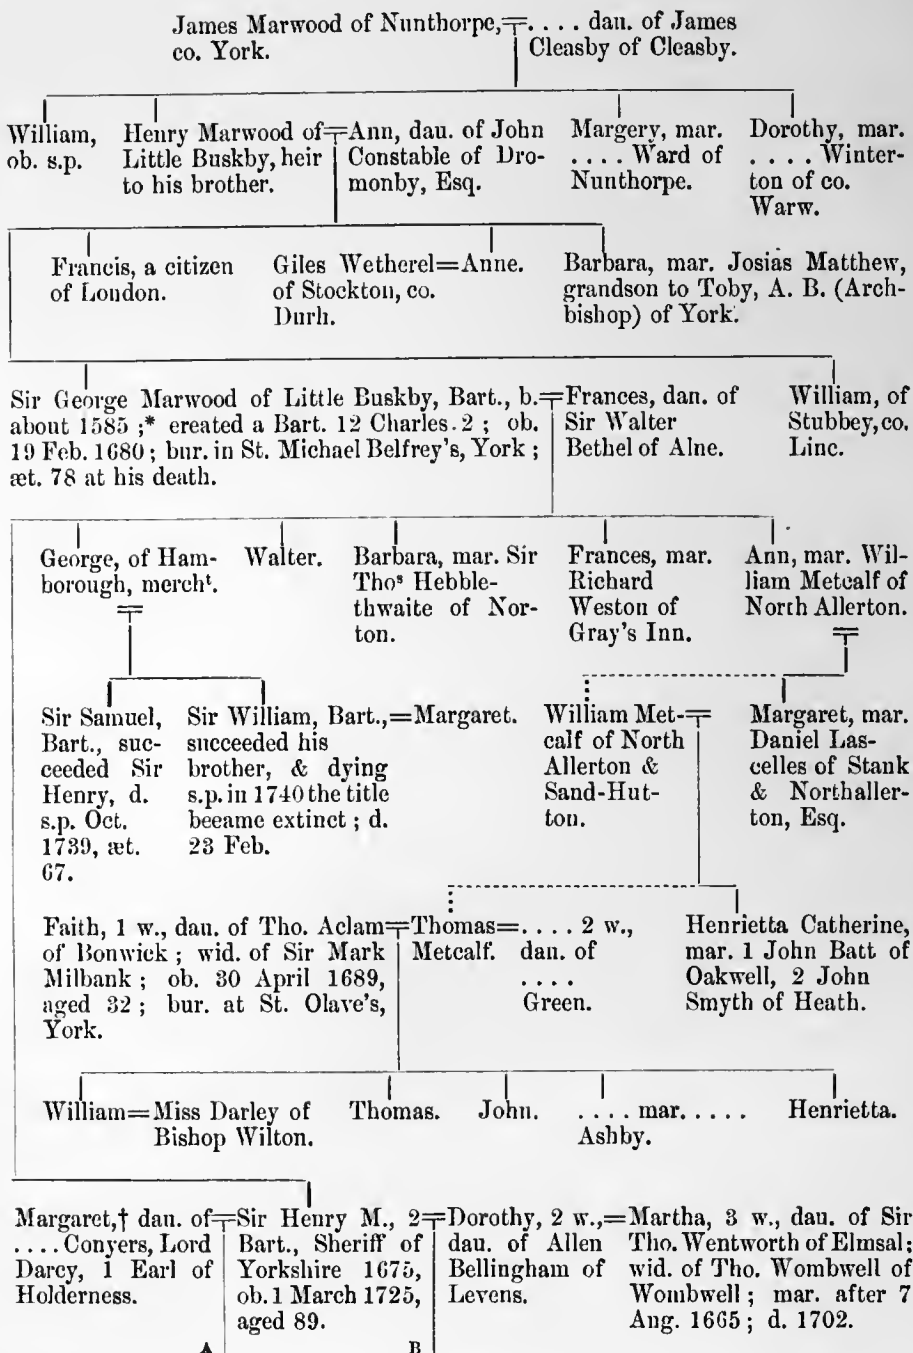 James Marwood of Nunthorpe, . . . . dau. of James
co. York. Cleasby of Cleasby.
William,
ob. s.p.
Henry Marwood of
Little Buskby, heir
to his brother.
Ann, dau. of John
Constable of Dro-
monby, Esq.
Margery, mar.
. . . . Ward of
Nunthorpe.
Dorothy, mar.
. . . . Winter-
ton of co.
Warw.
Francis, a citizen
of London.
Giles Wetherel=Anne.
of Stockton, co.
Durh.
Barbara, mar. Josias Matthew,
grandson to Toby, A. B. (Arch-
bishop) of York.
Sir George Marwood of Little Buskby, Bart., b.
about 1585 ;* ereated a Bart. 12 Charles 2 ; ob.
19 Feb. 1680 ; bur. in St. Michael Belfrey's, York ;
æt. 78 at his death.
Frances, dau. of
Sir Walter
Bethel of Alne.
William, of
Stubbey, co.
Linc.
George, of Ham-
borough, mercht.
Walter.
Barbara, mar. Sir
Thos Hebble-
thwaite of Nor-
ton.
Frances, mar.
Richard
Weston of
Gray's Inn.
Ann, mar. Wil-
liam Metcalf of
North Allerton.
Sir Samuel,
Bart., suc-
ceeded Sir
Henry, d.
s.p. Oct.
1739, æt.
67.
Sir William, Bart.,=Margaret.
succeeded his
brother, & dying
s.p. in 1740 the title
beeame extinct ; d.
23 Feb.
William Met-
calf of North
Allerton &
Sand-Hut-
ton.
Margaret, mar.
Daniel Las-
celles of Stank
& Northaller-
ton, Esq.
Faith, 1 w., dau. of Tho. Aclam
of Bonwick ; wid. of Sir Mark
Milbank ; ob. 30 April 1689,
aged 32 ; bur. at St. Olave's,
York.
Thomas= . . . . 2 w.,
Metcalf. dau. of
. . . .
Green.
Henrietta Catherine,
mar. 1 John Batt of
Oakwell, 2 John
Smyth of Heath.
William=Miss Darley of
Bishop Wilton.
Thomas.
John.
. . . . mar. . . . .
Ashby.
Henrietta.
Margaret,† dau. of
. . . . Conyers, Lord
Darcy, 1 Earl of
Holderness.
Sir Henry M., 2
Bart., Sheriff of
Yorkshire 1675,
ob. 1 March 1725,
aged 89.
Dorothy, 2 w.,=
dau. of Allen
Bellingham of
Levens.
Martha, 3 w., dau. of Sir
Tho. Wentworth of Elmsal;
wid. of Tho. Wombwell of
Wombwell ; mar. after 7
Aug. 1665 ; d. 1702.
A B